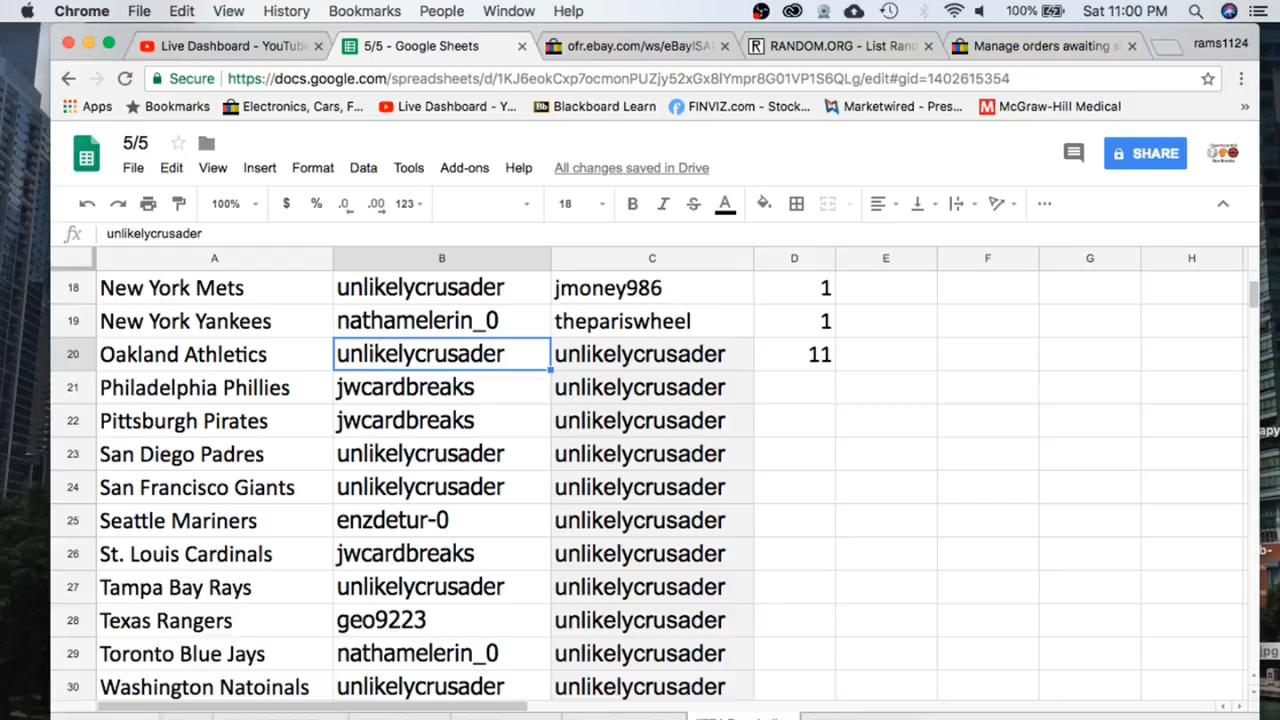 Chrome File Edit View History Bookmarks People Window Help 100% Sat 11:00 PM
Live Dashboard - YouTube 5/5 - Google Sheets ofr.ebay.com/ws/eBayISAPI RANDOM.ORG - List Ran Manage orders awaiting s rams1124
Secure https://docs.google.com/spreadsheets/d/1KJ6eokCxp7ocmonPUZjy52xGx8IYmpr8G01VP1S6QLg/edit#gid=1402615354
Apps Bookmarks Electronics, Cars, F... Live Dashboard - Y... Blackboard Learn FINVIZ.com - Stock... Marketwired - Pres... McGraw-Hill Medical »
5/5
File Edit View Insert Format Data Tools Add-ons Help All changes saved in Drive SHARE
100% $ % .0 .00 123 18 B I S A
fx unlikelycrusader
A B C D E F G H
18 New York Mets unlikelycrusader jmoney986 1
19 New York Yankees nathamelerin_0 thepariswheel 1
20 Oakland Athletics unlikelycrusader unlikelycrusader 11
21 Philadelphia Phillies jwcardbreaks unlikelycrusader
22 Pittsburgh Pirates jwcardbreaks unlikelycrusader
23 San Diego Padres unlikelycrusader unlikelycrusader
24 San Francisco Giants unlikelycrusader unlikelycrusader
25 Seattle Mariners enzdetur-0 unlikelycrusader
26 St. Louis Cardinals jwcardbreaks unlikelycrusader
27 Tampa Bay Rays unlikelycrusader unlikelycrusader
28 Texas Rangers geo9223 unlikelycrusader
29 Toronto Blue Jays nathamelerin_0 unlikelycrusader
30 Washington Natoinals unlikelycrusader unlikelycrusader